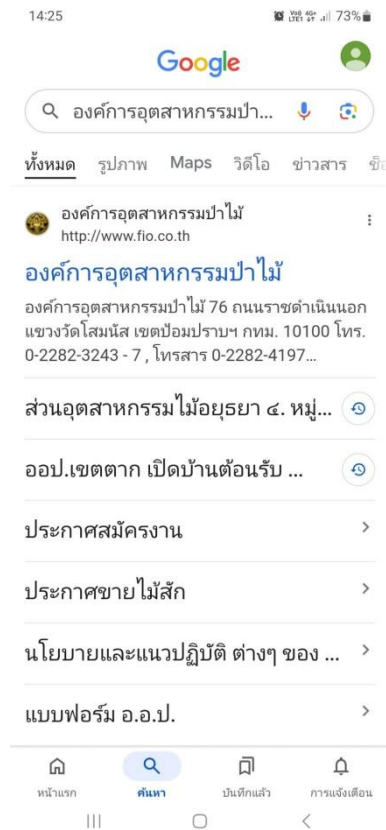 14:25
73%
Google
องค์การอุตสาหกรรมป่า...
ทั้งหมด รูปภาพ Maps วิดีโอ ข่าวสาร
องค์การอุตสาหกรรมป่าไม้
http://www.fio.co.th
องค์การอุตสาหกรรมป่าไม้
องค์การอุตสาหกรรมป่าไม้ 76 ถนนราชดำเนินนอก
แขวงวัดโสมนัส เขตป้อมปราบฯ กทม. 10100 โทร.
0-2282-3243 - 7 , โทรสาร 0-2282-4197...
ส่วนอุตสาหกรรมไม้อยุธยา ๔. หมู่...
ออป.เขตตาก เปิดบ้านต้อนรับ ...
ประกาศสมัครงาน
ประกาศขายไม้สัก
นโยบายและแนวปฏิบัติ ต่างๆ ของ ...
แบบฟอร์ม อ.อ.ป.
หน้าแรก ค้นหา บันทึกแล้ว การแจ้งเตือน